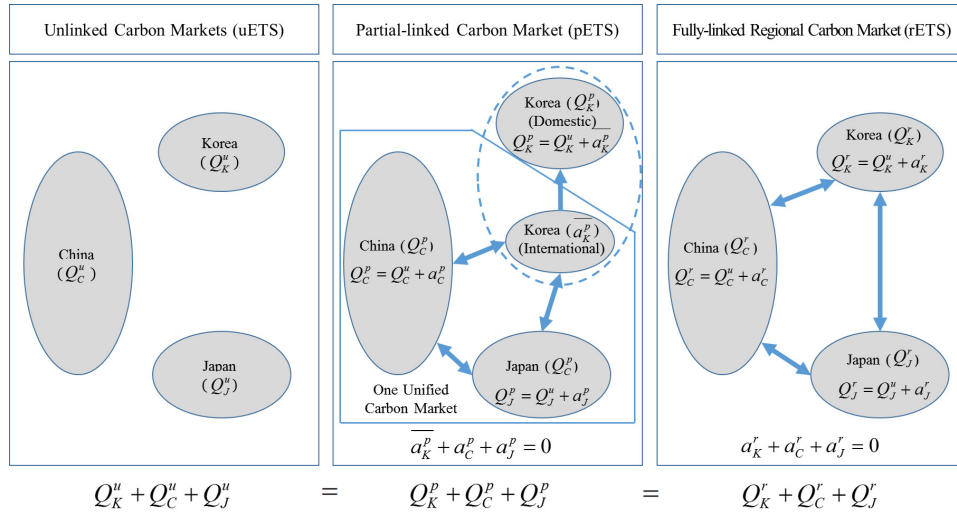 Unlinked Carbon Markets (uETS)
Korea
(Q_K^u)
China
(Q_C^u)
Japan
(Q_J^u)
Partial-linked Carbon Market (pETS)
Korea (Q_K^p)
(Domestic)
Q_K^p = Q_K^u + \overline{a_K^p}
Korea (\overline{a_K^p})
(International)
China (Q_C^p)
Q_C^p = Q_C^u + a_C^p
Japan (Q_C^p)
Q_J^p = Q_J^u + a_J^p
One Unified
Carbon Market
\overline{a_K^p} + a_C^p + a_J^p = 0
Fully-linked Regional Carbon Market (rETS)
Korea (Q_K^r)
Q_K^r = Q_K^u + a_K^r
China (Q_C^r)
Q_C^r = Q_C^u + a_C^r
Japan (Q_J^r)
Q_J^r = Q_J^u + a_J^r
a_K^r + a_C^r + a_J^r = 0
Q_K^u + Q_C^u + Q_J^u = Q_K^p + Q_C^p + Q_J^p = Q_K^r + Q_C^r + Q_J^r